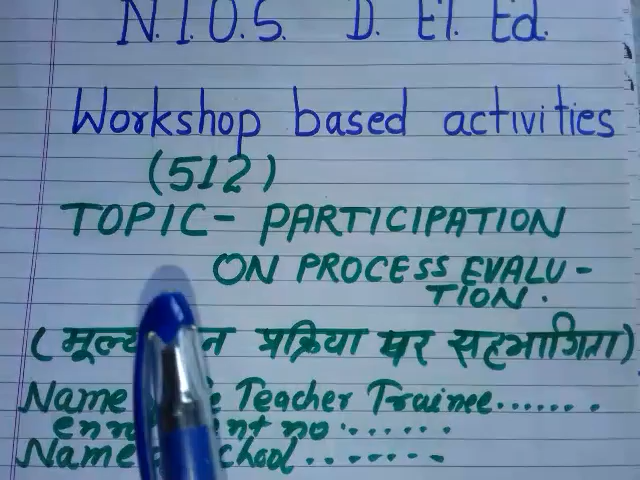 N.I.O.S. D. El. Ed.
Workshop based activities
(512)
TOPIC- PARTICIPATION
ON PROCESS EVALU-
TION.
( प्रक्रिया पर सहभागिता)
Name Teacher Trainee.......
no.......
Name School.......